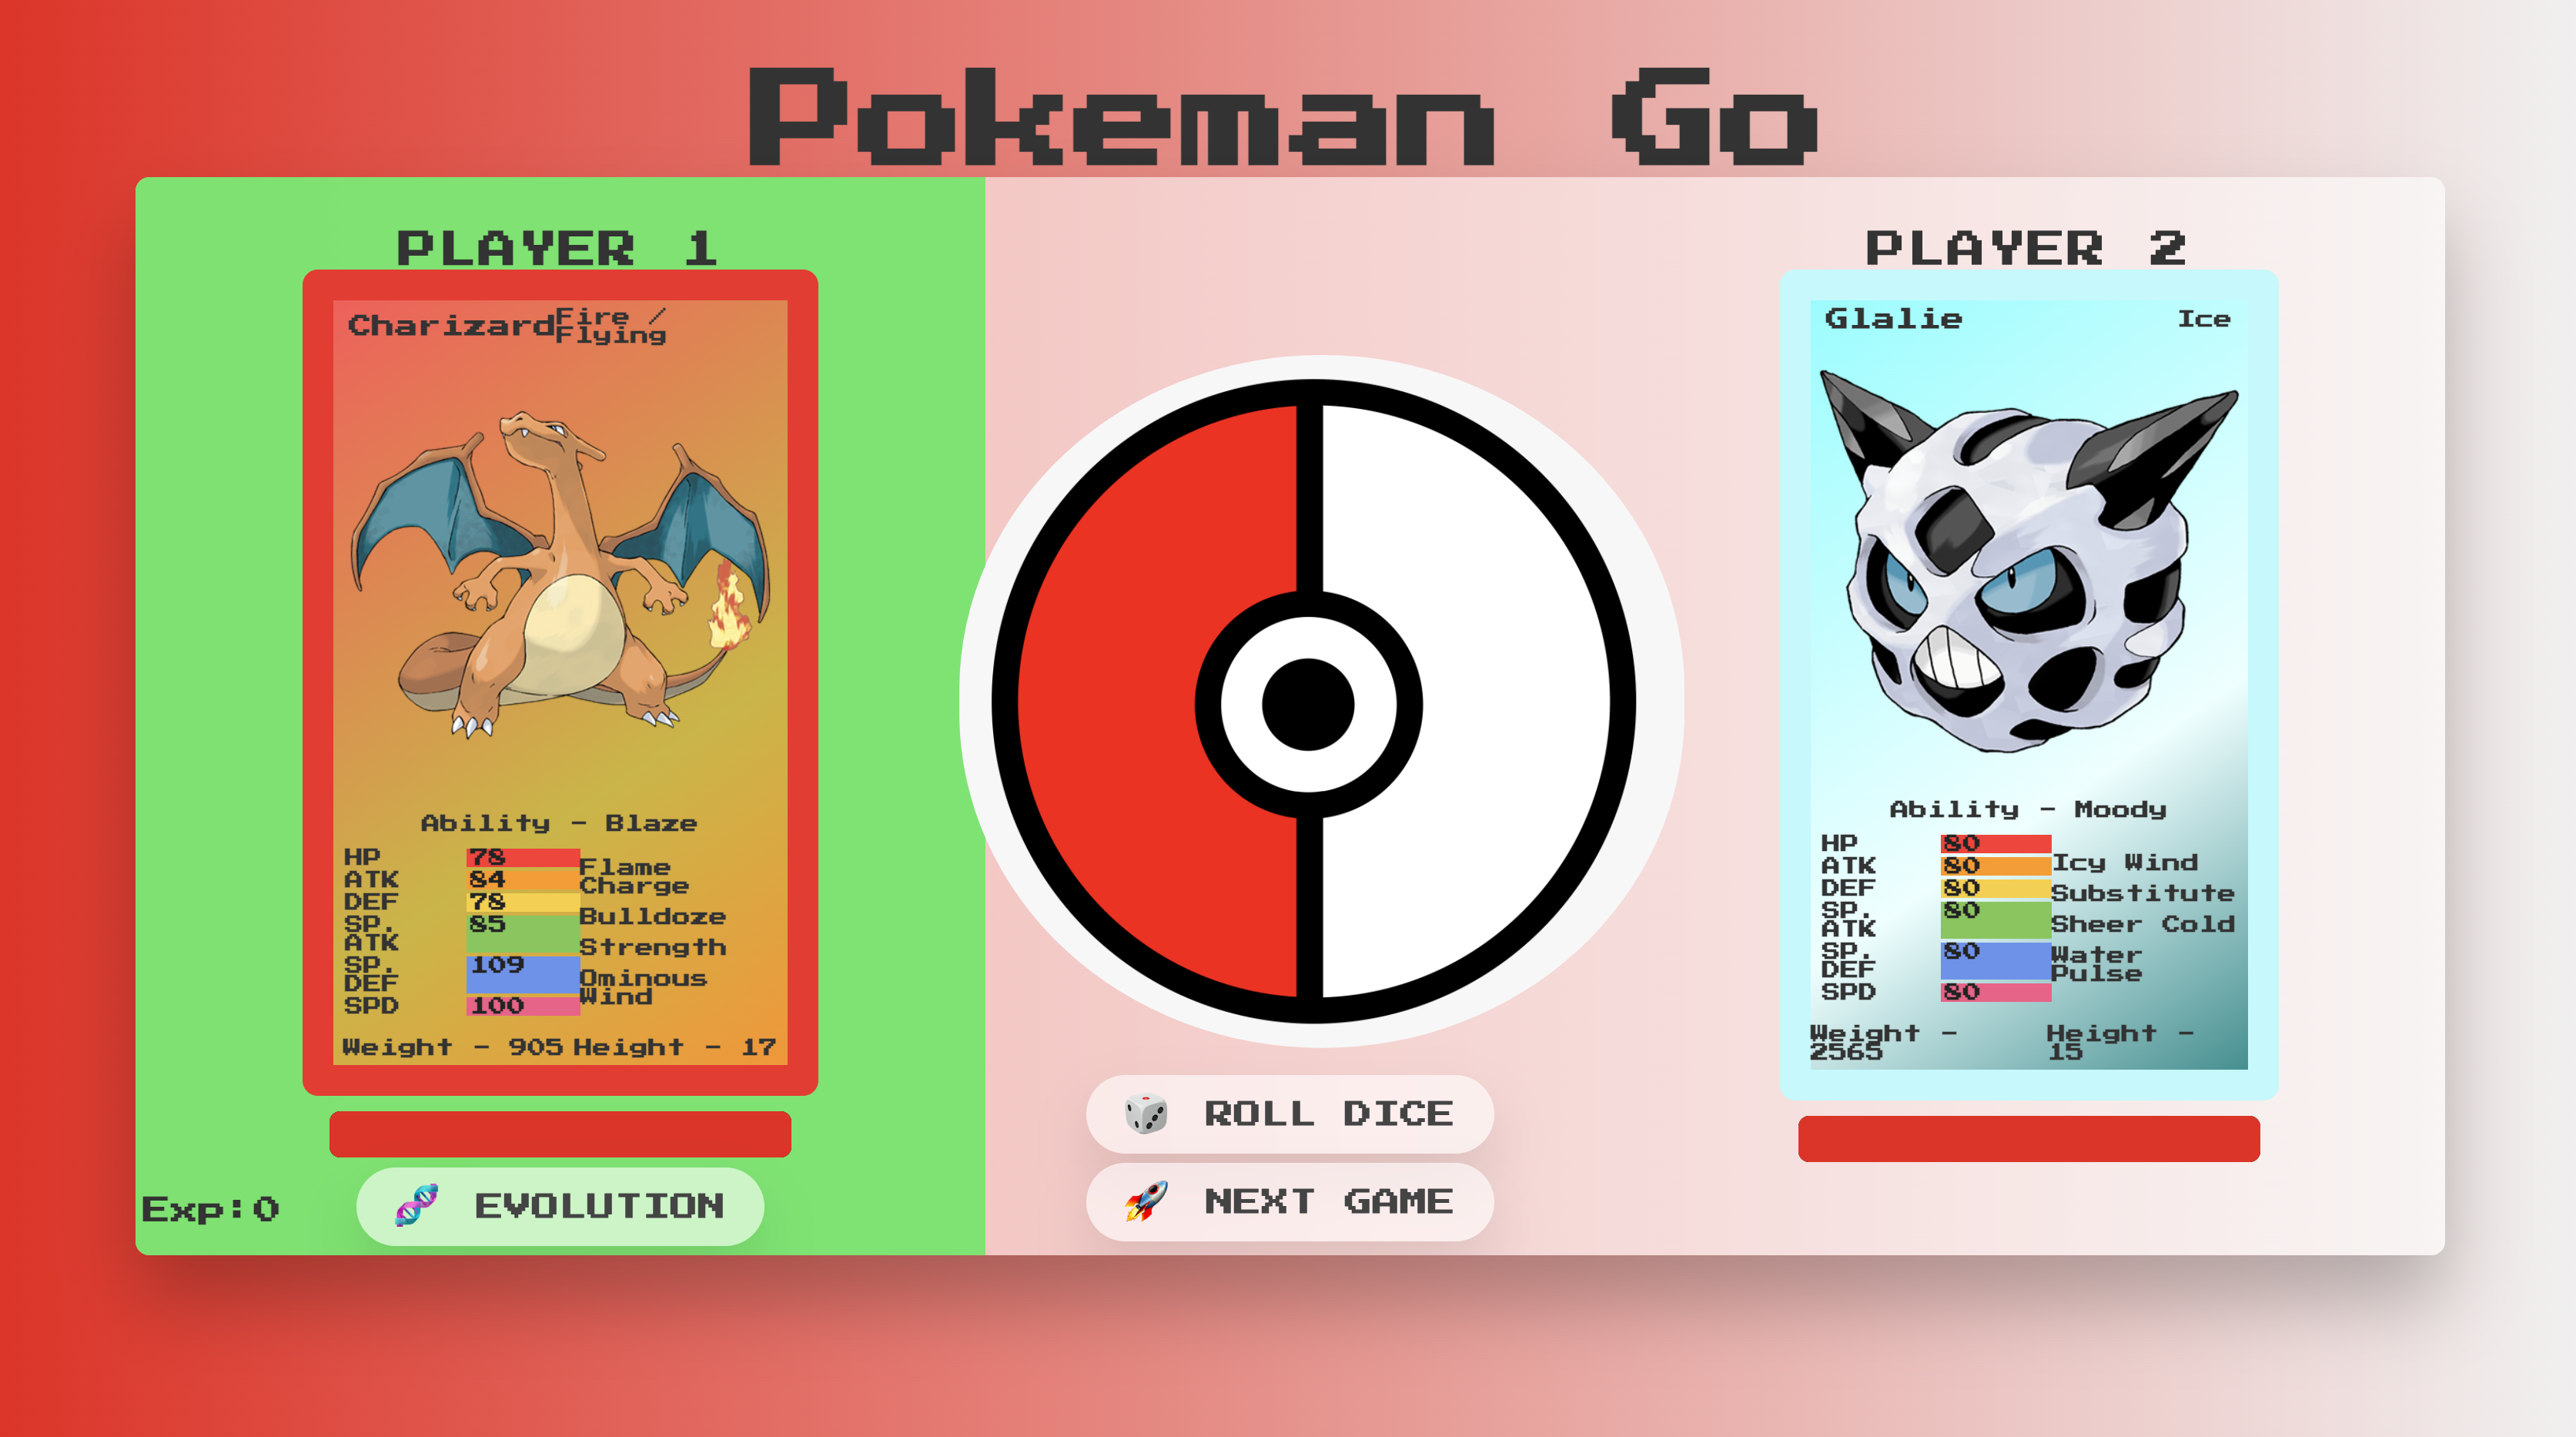 Pokeman Go
PLAYER 1
Charizard
Fire /
Flying
Ability - Blaze
HP 78
ATK 84
DEF 78
SP. 85
ATK
SP. 109
DEF
SPD 100
Flame
Charge
Bulldoze
Strength
Ominous
Wind
Weight - 905 Height - 17
Exp:0
EVOLUTION
ROLL DICE
NEXT GAME
PLAYER 2
Glalie
Ice
Ability - Moody
HP 80
ATK 80
DEF 80
SP. 80
ATK
SP. 80
DEF
SPD 80
Icy Wind
Substitute
Sheer Cold
Water
Pulse
Weight -
2565
Height -
15